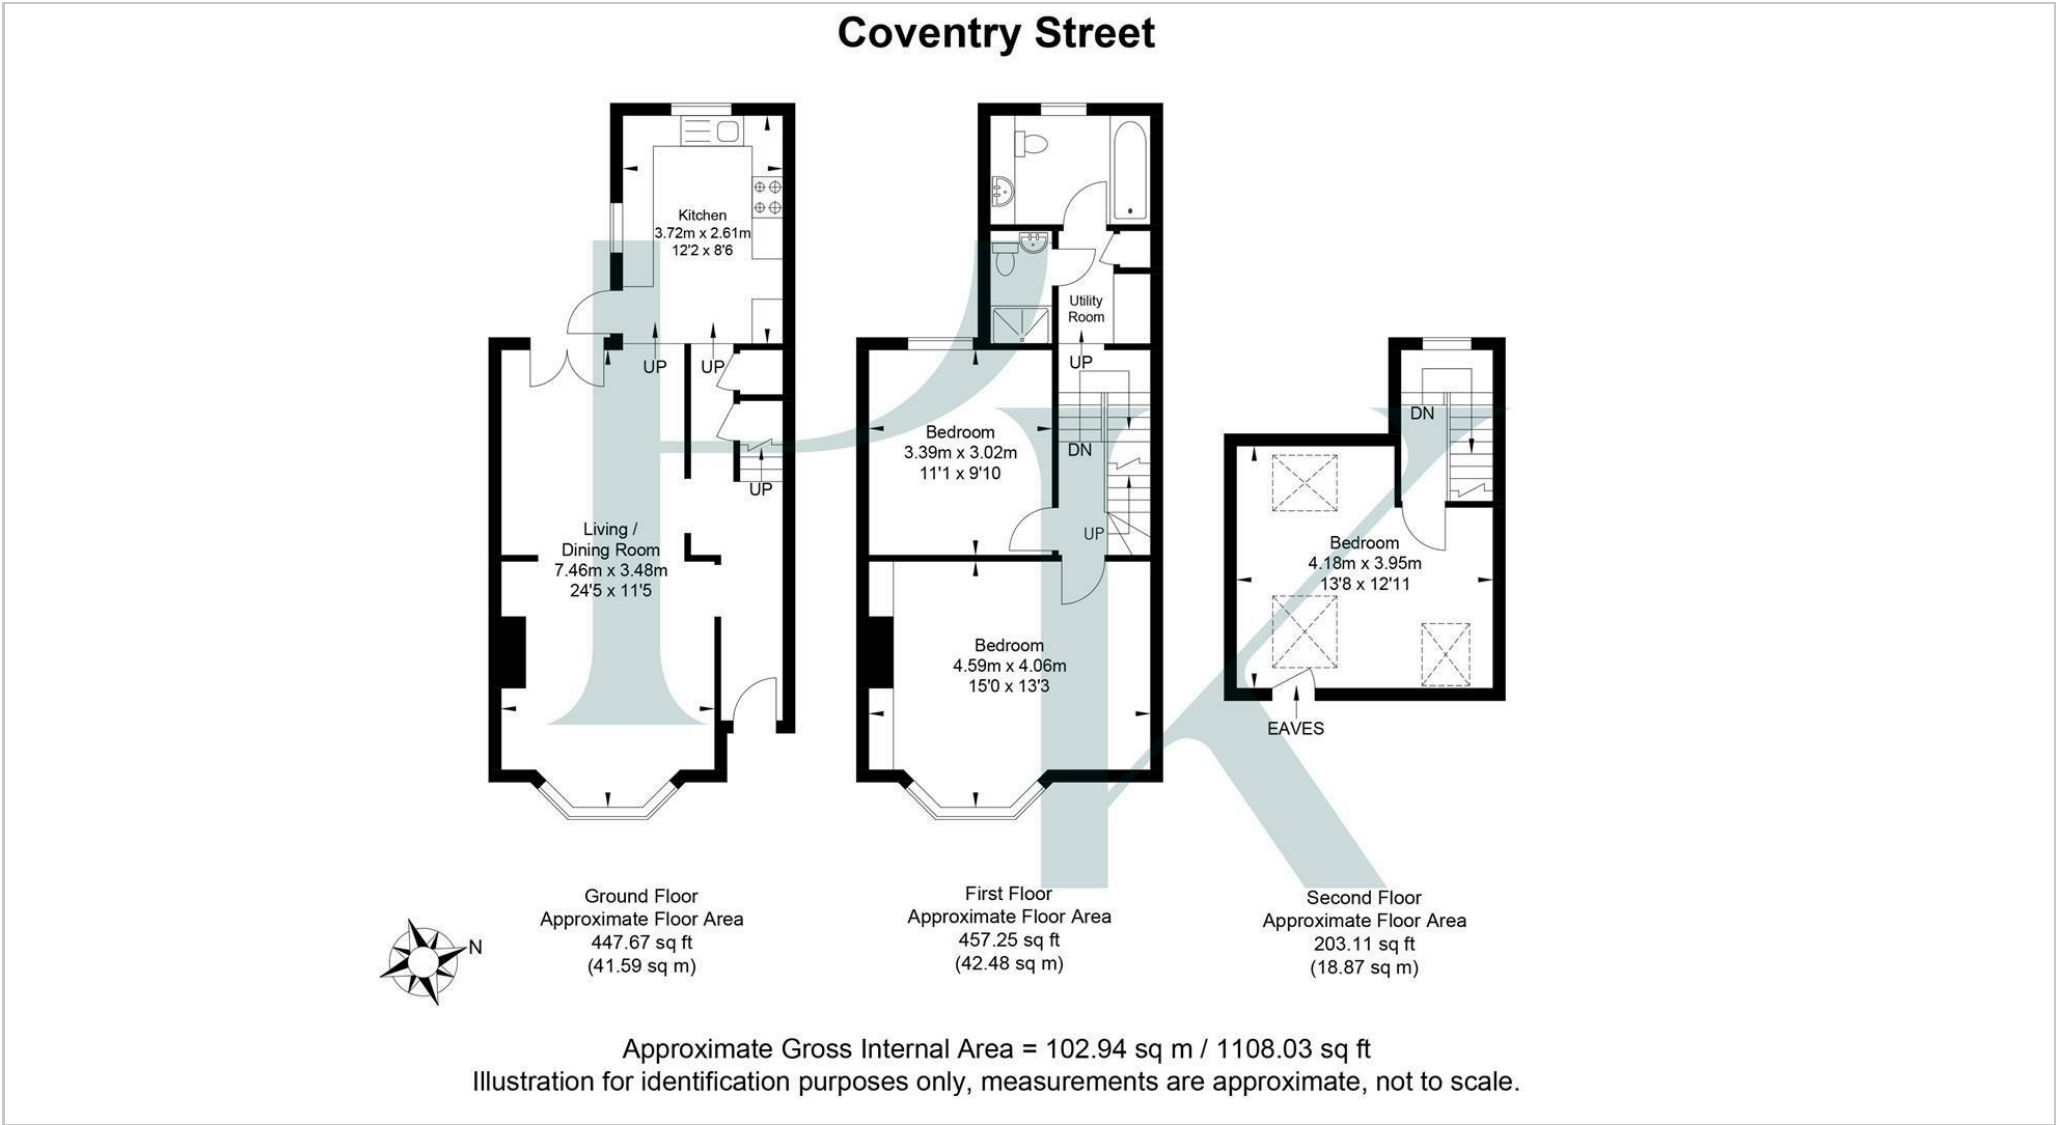 Coventry Street
Kitchen
3.72m x 2.61m
12'2 x 8'6
UP
UP
UP
Living /
Dining Room
7.46m x 3.48m
24'5 x 11'5
Utility
Room
UP
Bedroom
3.39m x 3.02m
11'1 x 9'10
DN
UP
Bedroom
4.59m x 4.06m
15'0 x 13'3
DN
Bedroom
4.18m x 3.95m
13'8 x 12'11
EAVES
Ground Floor
Approximate Floor Area
447.67 sq ft
(41.59 sq m)
First Floor
Approximate Floor Area
457.25 sq ft
(42.48 sq m)
Second Floor
Approximate Floor Area
203.11 sq ft
(18.87 sq m)
N
Approximate Gross Internal Area = 102.94 sq m / 1108.03 sq ft
Illustration for identification purposes only, measurements are approximate, not to scale.